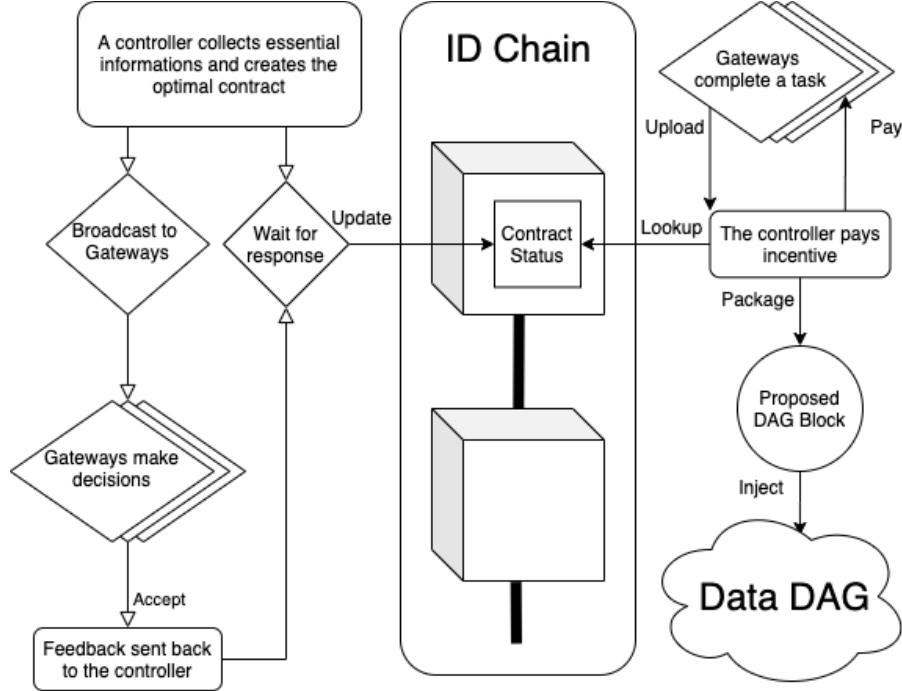 A controller collects essential
informations and creates the
optimal contract
Broadcast to
Gateways
Wait for
response
Update
Gateways make
decisions
Accept
Feedback sent back
to the controller
ID Chain
Contract
Status
Gateways
complete a task
Upload
Pay
Lookup
The controller pays
incentive
Package
Proposed
DAG Block
Inject
Data DAG